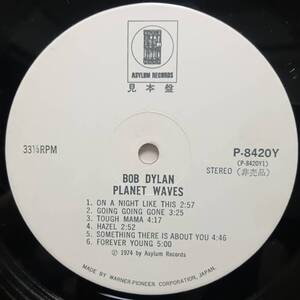 ASYLUM RECORDS
見本盤
33⅓RPM
P-8420Y
(P-8420Y1)
STEREO (非売品)
BOB DYLAN
PLANET WAVES
1. ON A NIGHT LIKE THIS 2:57
2. GOING GOING GONE 3:25
3. TOUGH MAMA 4:17
4. HAZEL 2:52
5. SOMETHING THERE IS ABOUT YOU 4:46
6. FOREVER YOUNG 5:00
Ⓟ 1974 by Asylum Records
MADE BY WARNER-PIONEER CORPORATION, JAPAN.